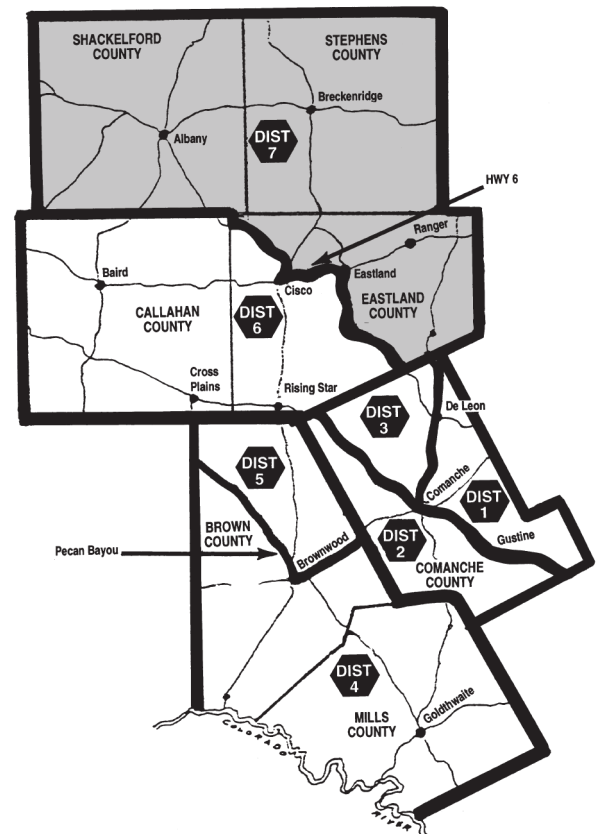 SHACKELFORD
COUNTY
STEPHENS
COUNTY
Breckenridge
DIST
7
Albany
HWY 6
Ranger
Eastland
Baird
Cisco
EASTLAND
COUNTY
CALLAHAN
COUNTY
DIST
6
Cross
Plains
Rising Star
De Leon
DIST
3
DIST
5
Comanche
DIST
1
BROWN
COUNTY
Gustine
DIST
2
Pecan Bayou
Brownwood
COMANCHE
COUNTY
DIST
4
Goldthwaite
MILLS
COUNTY
COLORADO
RIVER